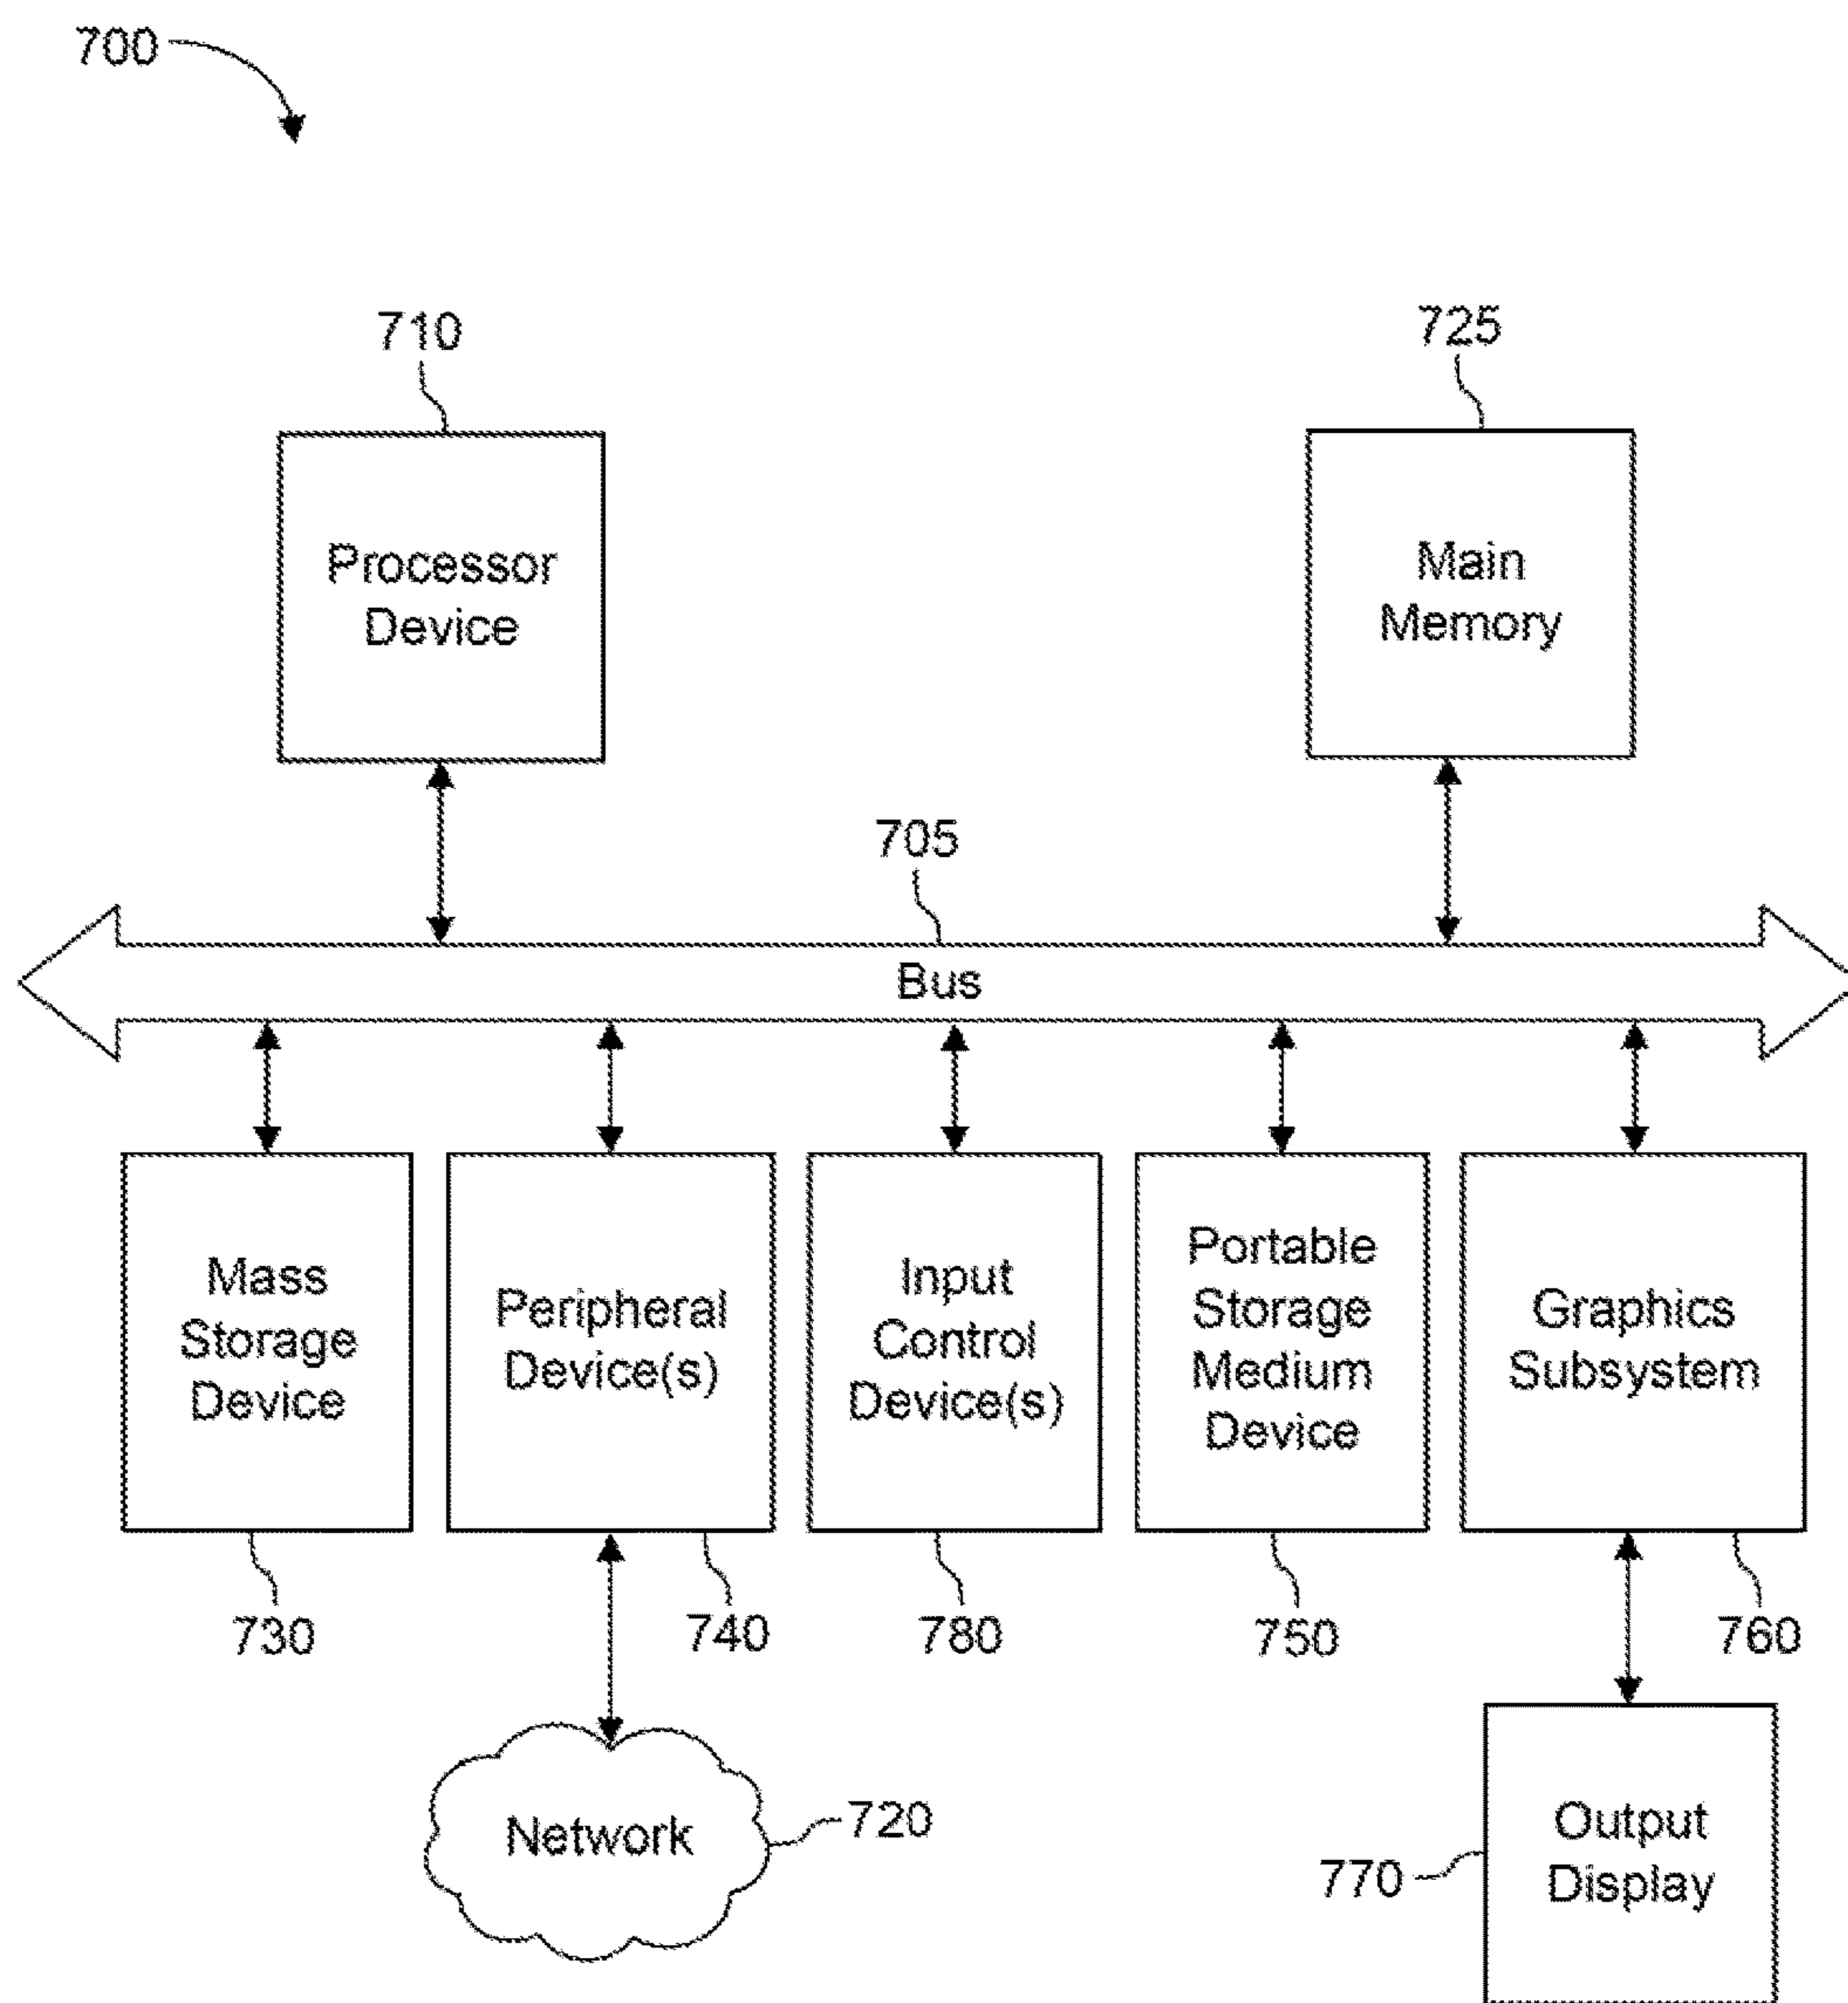 700
710
725
Processor
Device
Main
Memory
705
Bus
Mass
Storage
Device
Peripheral
Device(s)
Input
Control
Device(s)
Portable
Storage
Medium
Device
Graphics
Subsystem
730
740
780
750
760
Network
720
Output
Display
770